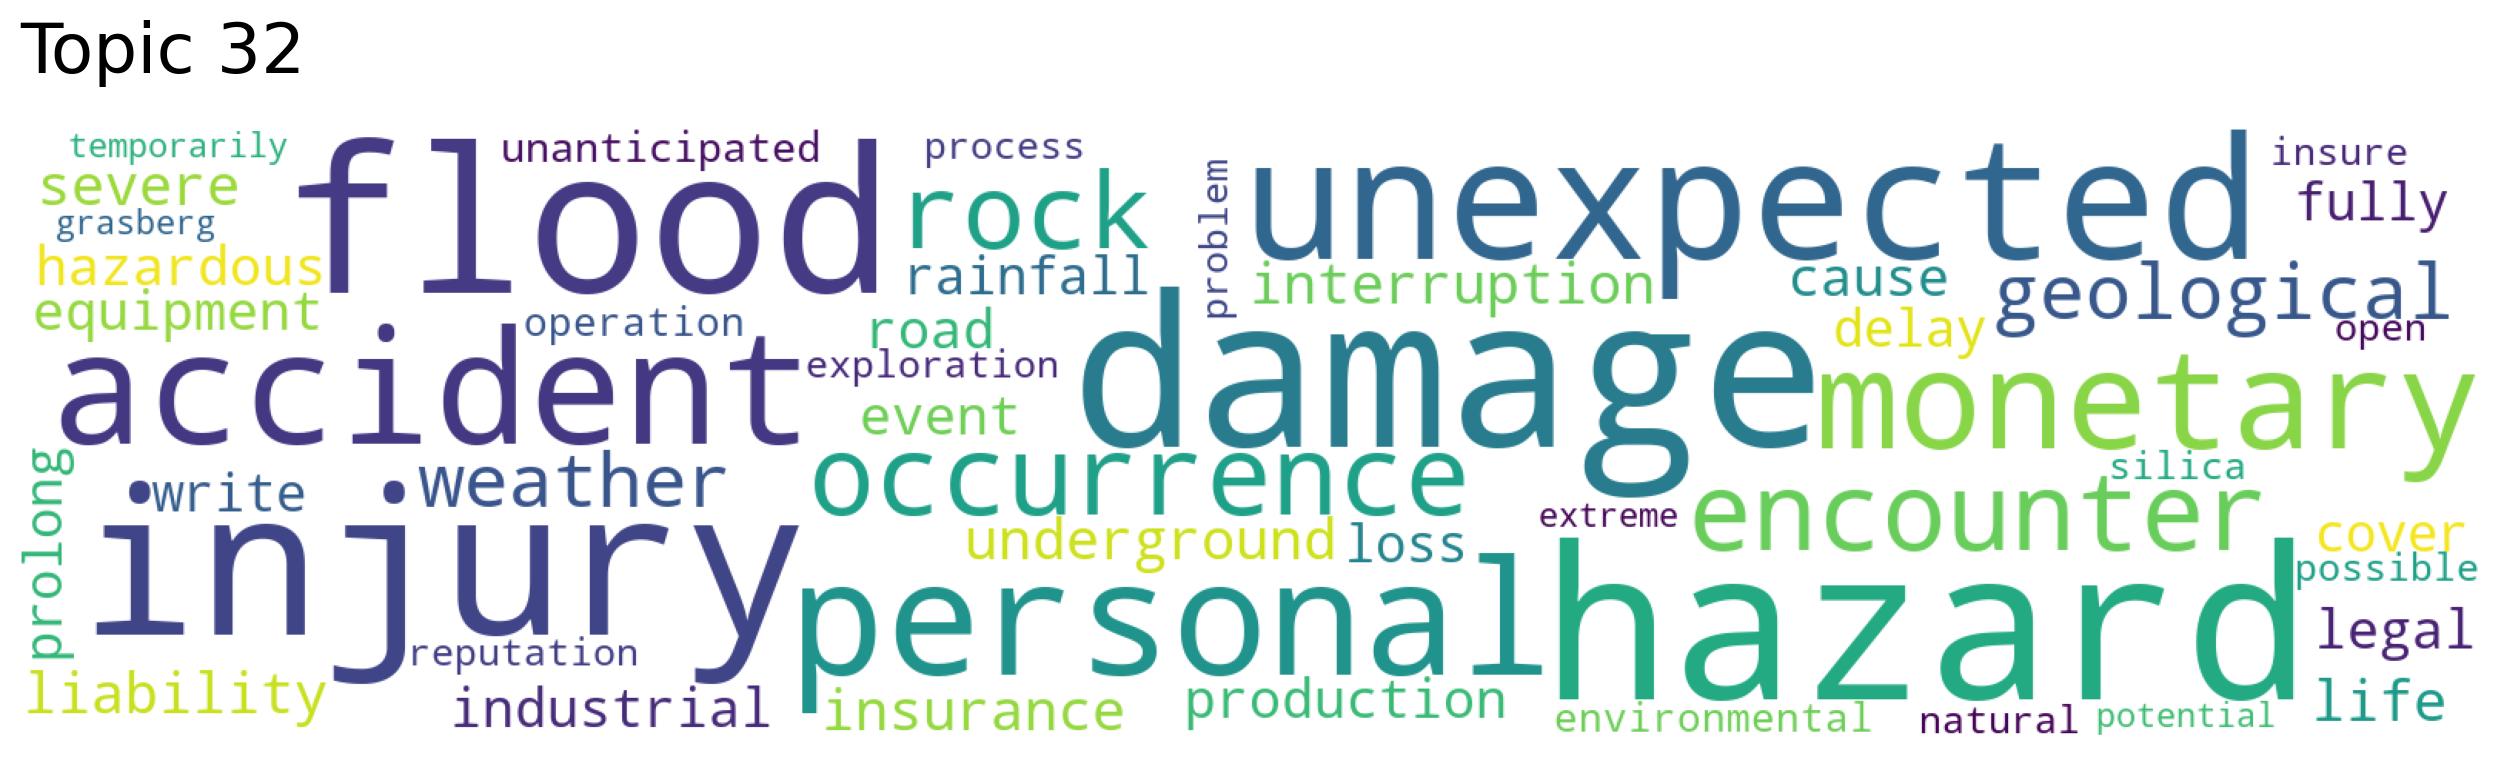 Topic 32
temporarily
unanticipated
process
insure
severe
flood
rock
problem
unexpected
fully
grasberg
hazardous
rainfall
interruption
cause
geological
equipment
operation
road
delay
open
accident
exploration
damage
monetary
event
prolong
write
weather
occurrence
silica
encounter
injury
underground
loss
extreme
cover
possible
personal
hazard
reputation
legal
liability
industrial
insurance
production
environmental
natural
potential
life